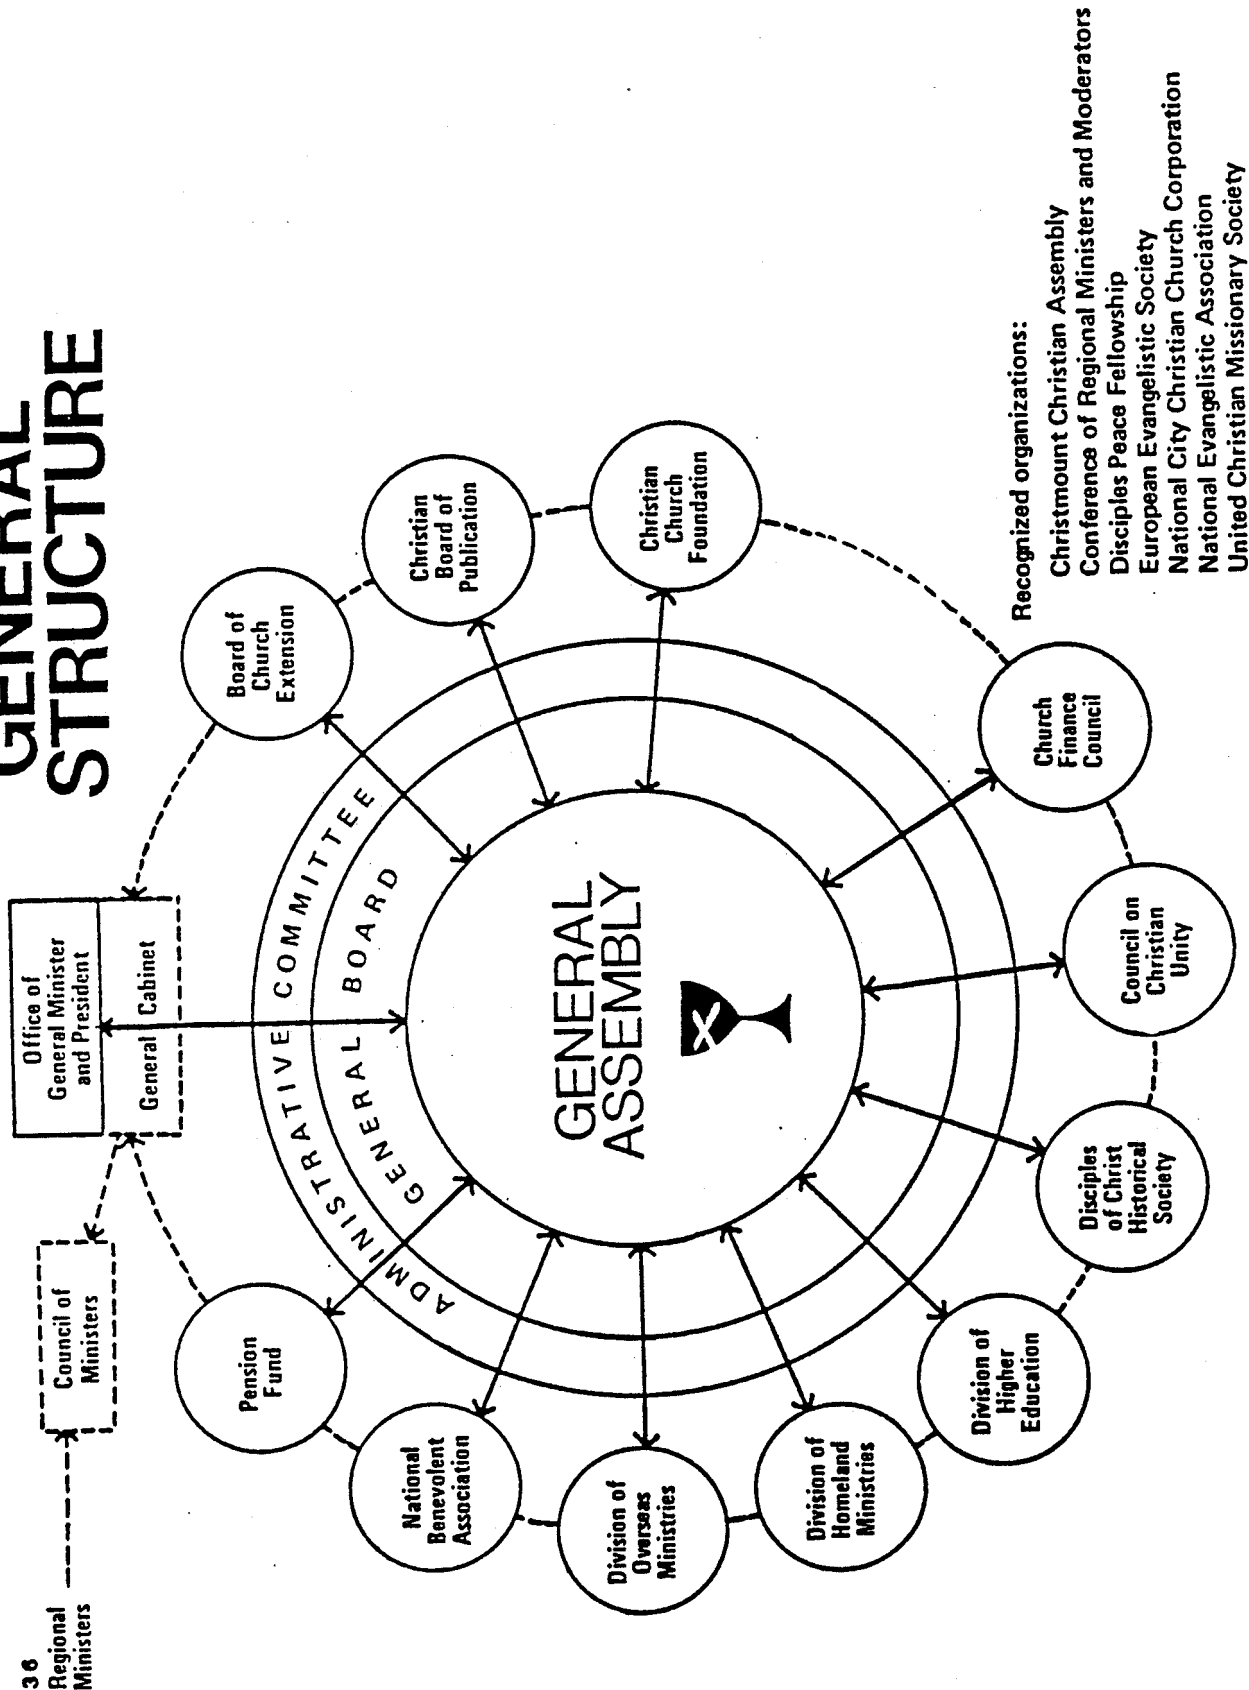 GENERAL
STRUCTURE
36
Regional
Ministers
Council of
Ministers
Office of
General Minister
and President
General Cabinet
Board of
Church
Extension
Christian
Board of
Publication
Christian
Church
Foundation
Church
Finance
Council
Council on
Christian
Unity
Disciples
of Christ
Historical
Society
Division of
Higher
Education
Division of
Homeland
Ministries
Division of
Overseas
Ministries
National
Benevolent
Association
Pension
Fund
ADMINISTRATIVE COMMITTEE
GENERAL BOARD
GENERAL
ASSEMBLY
Recognized organizations:
Christmount Christian Assembly
Conference of Regional Ministers and Moderators
Disciples Peace Fellowship
European Evangelistic Society
National City Christian Church Corporation
National Evangelistic Association
United Christian Missionary Society